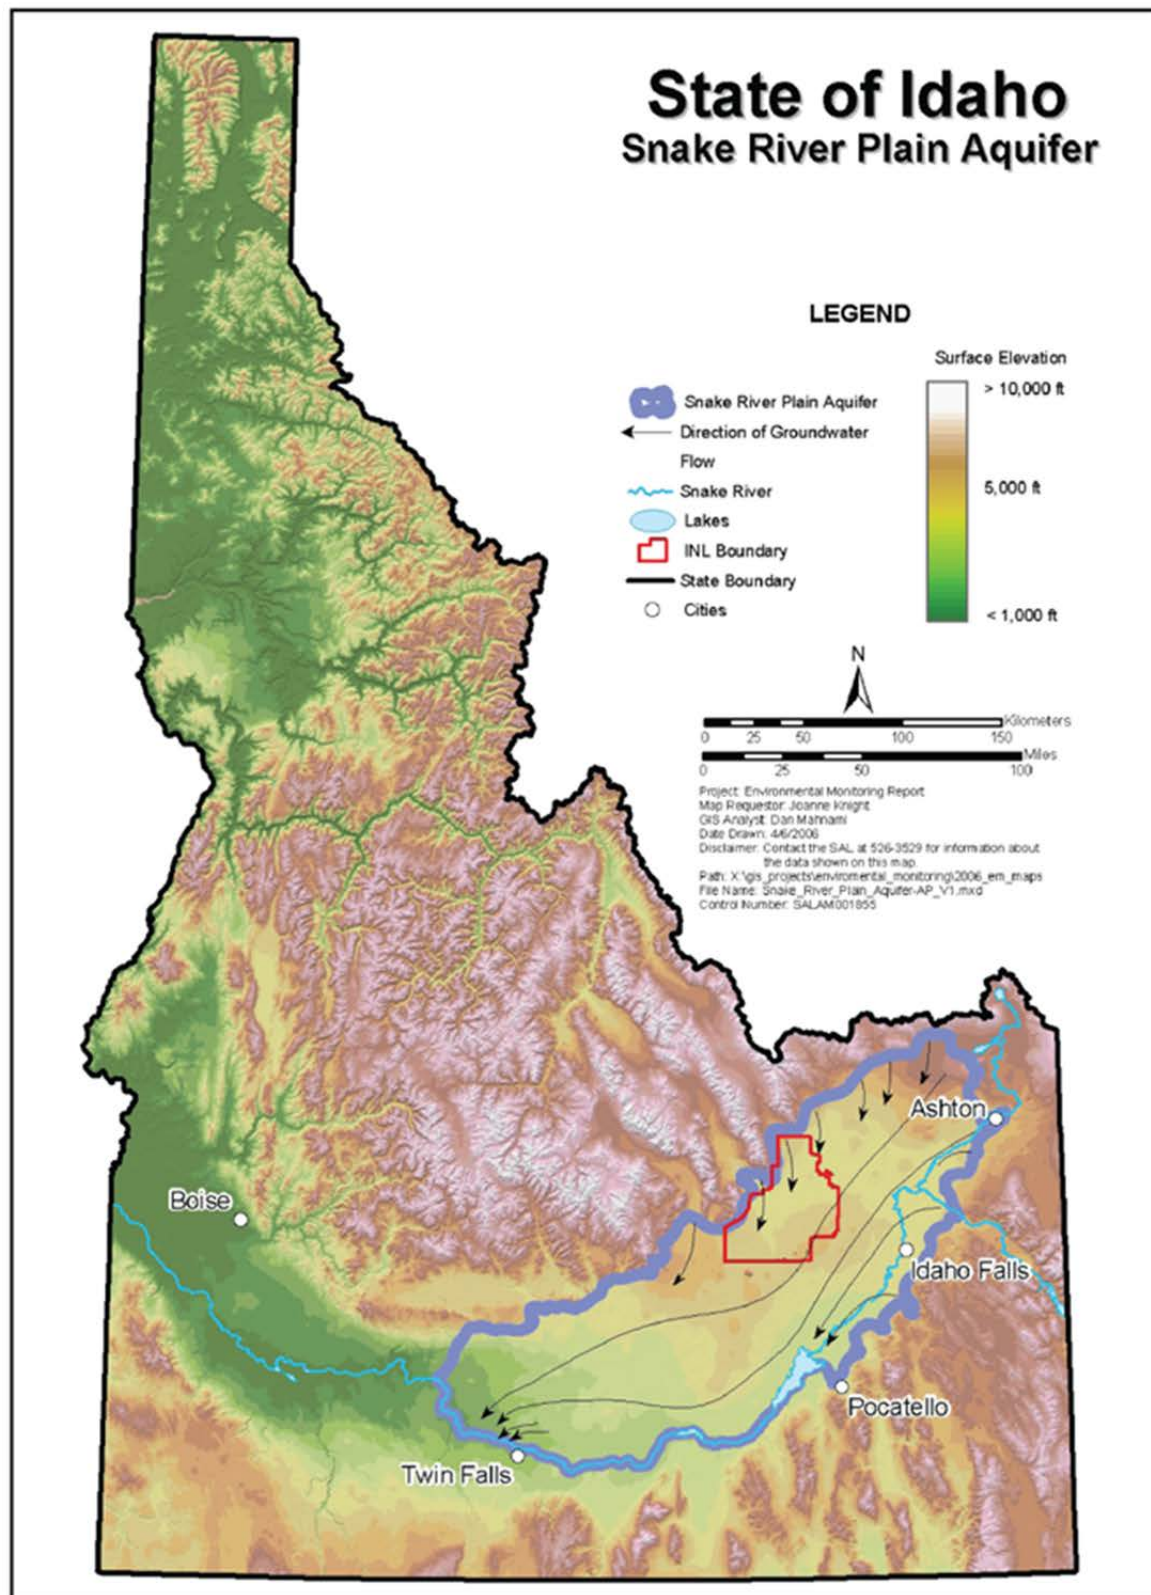 State of Idaho
Snake River Plain Aquifer
LEGEND
Surface Elevation
> 10,000 ft
5,000 ft
< 1,000 ft
Snake River Plain Aquifer
Direction of Groundwater
Flow
Snake River
Lakes
INL Boundary
State Boundary
Cities
N
Kilometers
0 25 50 100 150
Miles
0 25 50 100
Project: Environmental Monitoring Report
Map Requestor: Joanne Knight
GIS Analyst: Dan Mahnami
Date Drawn: 4/6/2006
Disclaimer: Contact the SAL at 526-3529 for information about
the data shown on this map.
Path: X:\gis_projects\enviromental_monitoring\2006_em_maps
File Name: Snake_River_Plain_Aquifer-AP_V1.mxd
Control Number: SALAM001855
Ashton
Boise
Idaho Falls
Pocatello
Twin Falls